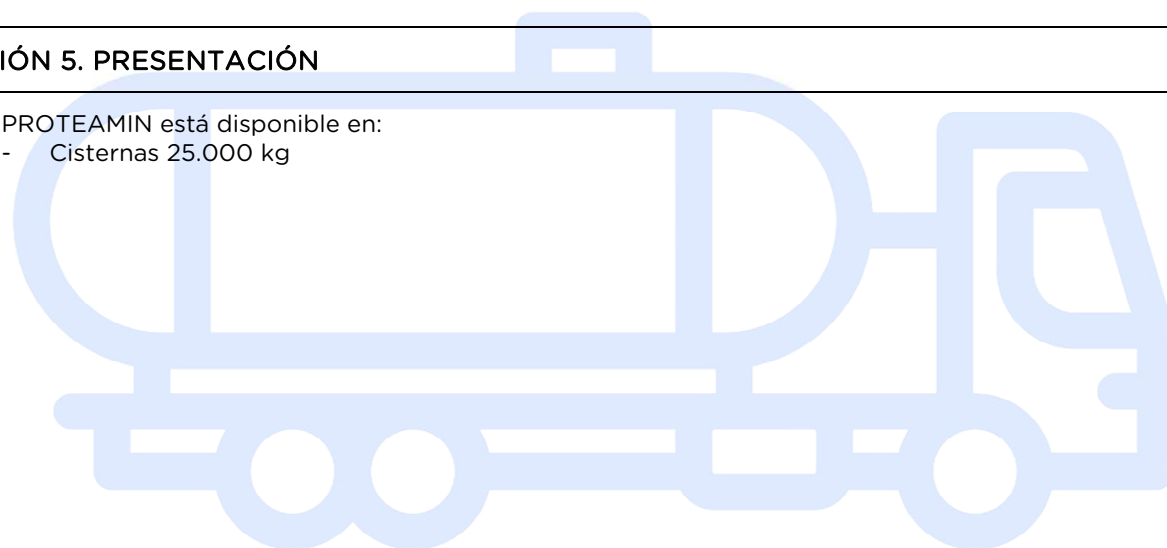 IÓN 5. PRESENTACIÓN
PROTEAMIN está disponible en:
- Cisternas 25.000 kg